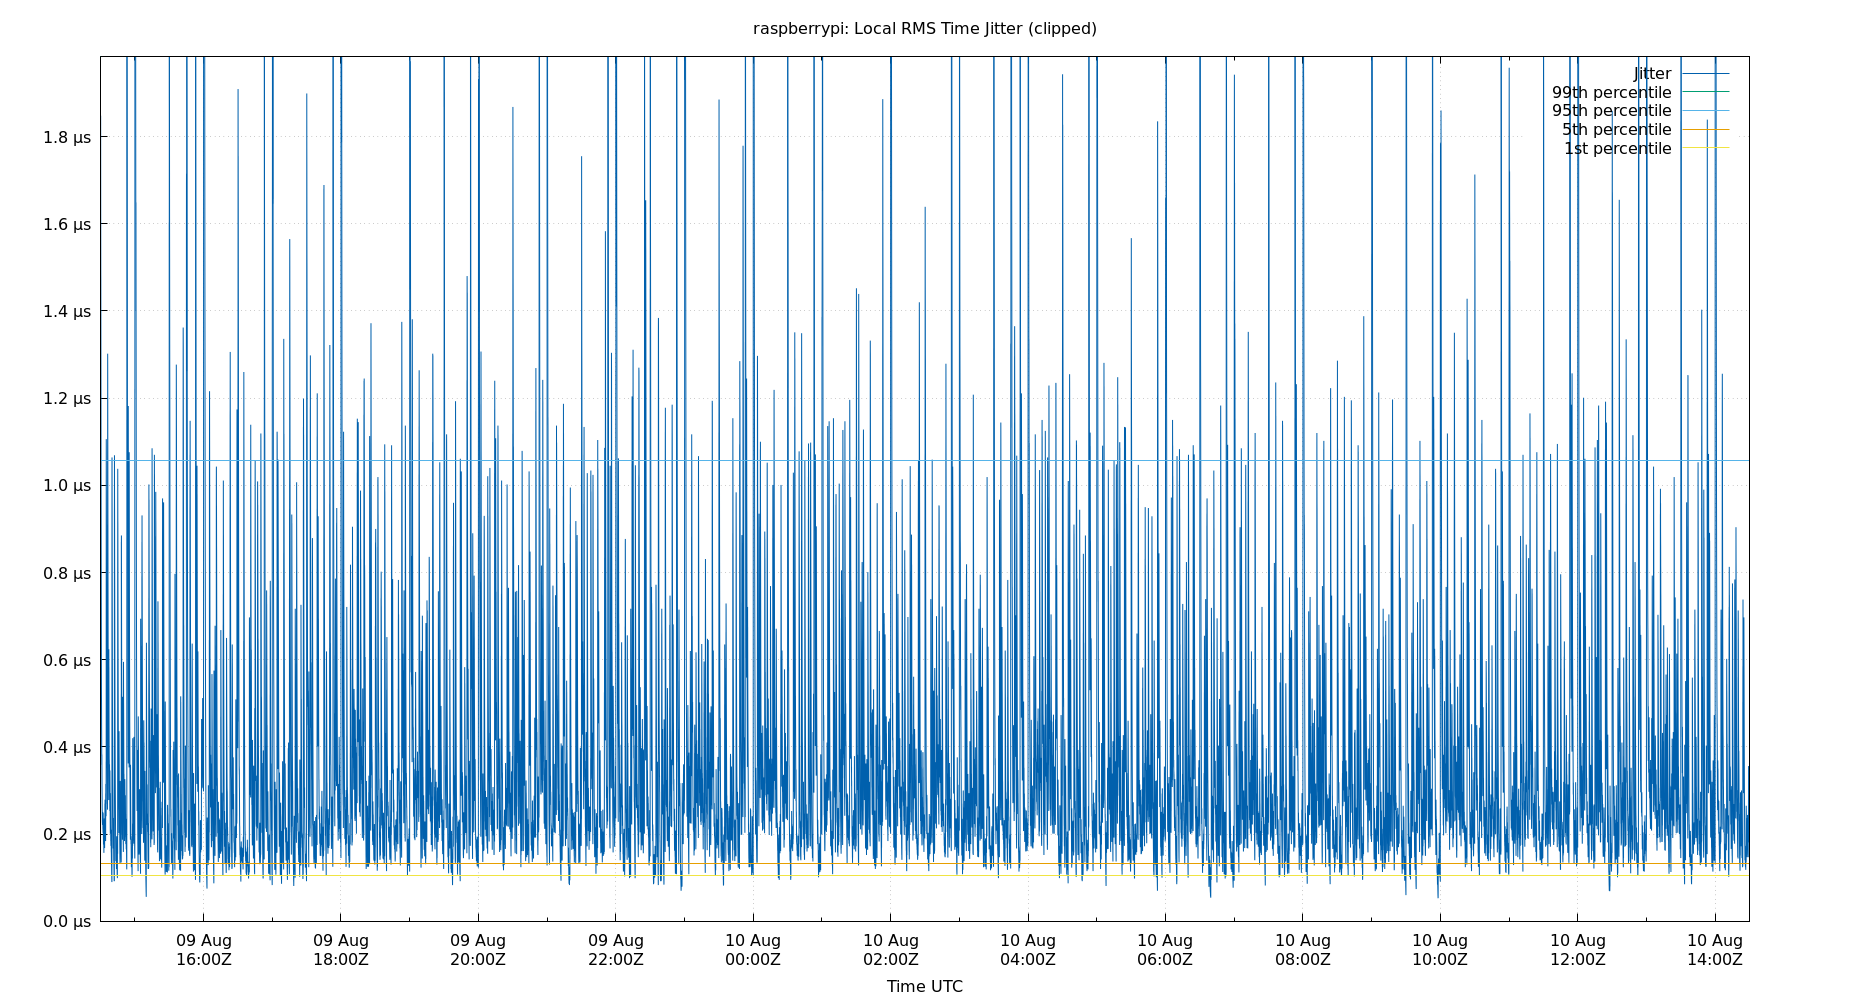 raspberrypi: Local RMS Time Jitter (clipped)
Jitter
99th percentile
95th percentile
5th percentile
1st percentile
1.8 µs
1.6 µs
1.4 µs
1.2 µs
1.0 µs
0.8 µs
0.6 µs
0.4 µs
0.2 µs
0.0 µs
09 Aug 09 Aug 09 Aug 09 Aug 10 Aug 10 Aug 10 Aug 10 Aug 10 Aug 10 Aug 10 Aug 10 Aug
16:00Z 18:00Z 20:00Z 22:00Z 00:00Z 02:00Z 04:00Z 06:00Z 08:00Z 10:00Z 12:00Z 14:00Z
Time UTC